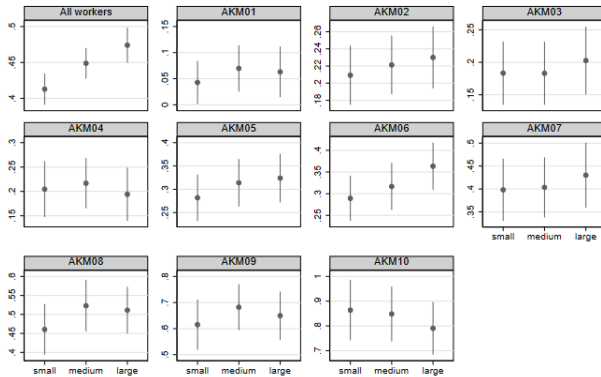 All workers
.5
.45
.4
AKM01
.15
.1
.05
0
AKM02
.26
.24
.22
.2
.18
AKM03
.25
.2
.15
AKM04
.3
.25
.2
.15
AKM05
.4
.35
.3
.25
AKM06
.4
.35
.3
.25
AKM07
.5
.45
.4
.35
small medium large
AKM08
.6
.55
.5
.45
.4
small medium large
AKM09
.8
.7
.6
.5
small medium large
AKM10
1
.9
.8
.7
small medium large